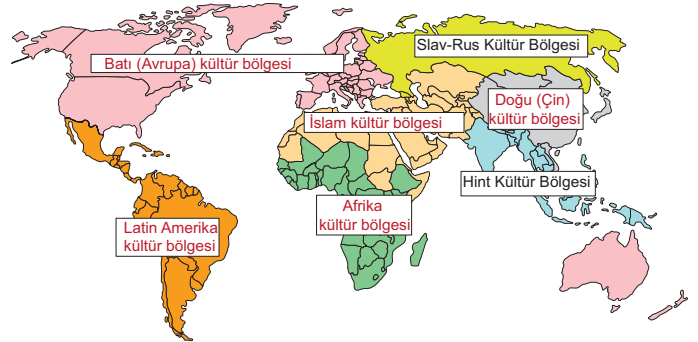 Slav-Rus Kültür Bölgesi
Batı (Avrupa) kültür bölgesi
Doğu (Çin)
kültür bölgesi
İslam kültür bölgesi
Hint Kültür Bölgesi
Afrika
kültür bölgesi
Latin Amerika
kültür bölgesi